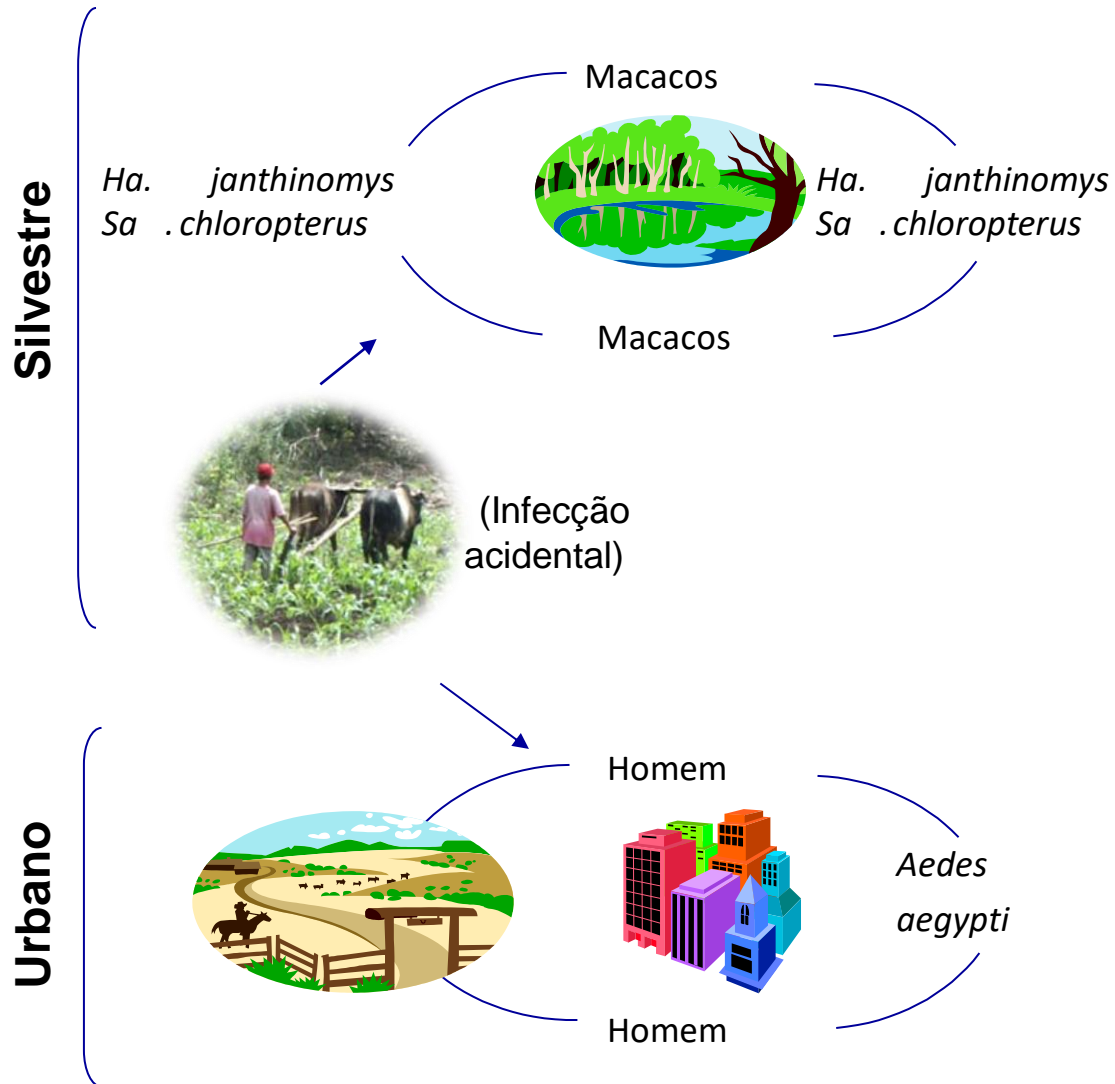 Silvestre
Macacos
Ha. janthinomys
Sa . chloropterus
Ha. janthinomys
Sa . chloropterus
Macacos
(Infecção
acidental)
Urbano
Homem
Aedes
aegypti
Homem